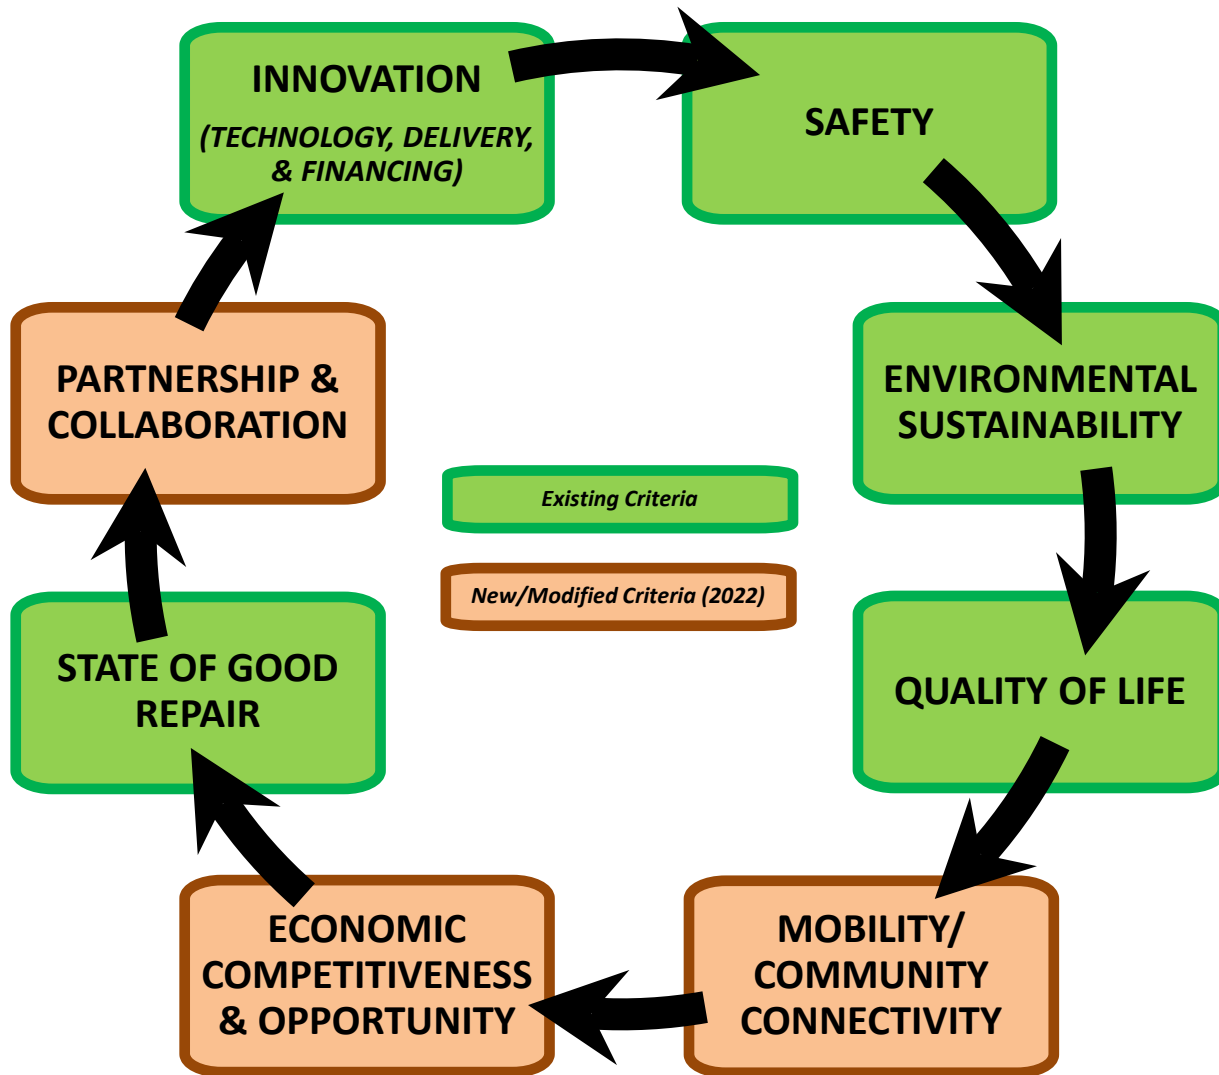 INNOVATION
(TECHNOLOGY, DELIVERY,
& FINANCING)
SAFETY
PARTNERSHIP &
COLLABORATION
ENVIRONMENTAL
SUSTAINABILITY
Existing Criteria
New/Modified Criteria (2022)
STATE OF GOOD
REPAIR
QUALITY OF LIFE
ECONOMIC
COMPETITIVENESS
& OPPORTUNITY
MOBILITY/
COMMUNITY
CONNECTIVITY